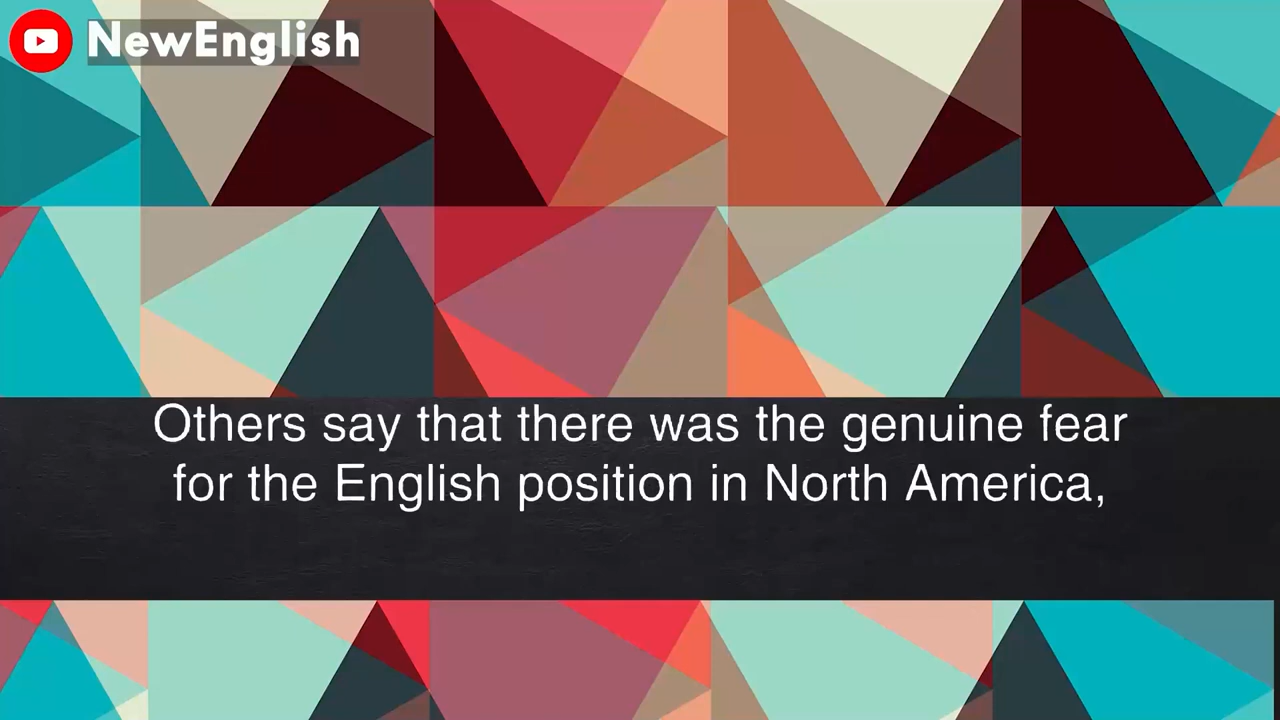 NewEnglish
Others say that there was the genuine fear
for the English position in North America,